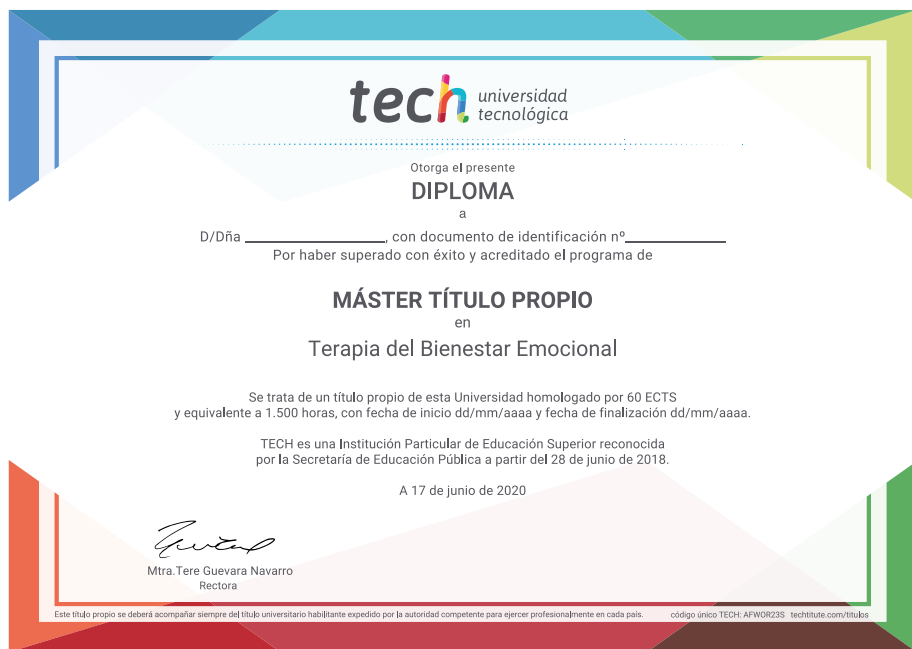 tech universidad
tecnológica
Otorga el presente
DIPLOMA
a
D/Dña ____________________, con documento de identificación nº______________
Por haber superado con éxito y acreditado el programa de
MÁSTER TÍTULO PROPIO
en
Terapia del Bienestar Emocional
Se trata de un título propio de esta Universidad homologado por 60 ECTS
y equivalente a 1.500 horas, con fecha de inicio dd/mm/aaaa y fecha de finalización dd/mm/aaaa.
TECH es una Institución Particular de Educación Superior reconocida
por la Secretaría de Educación Pública a partir del 28 de junio de 2018.
A 17 de junio de 2020
Mtra.Tere Guevara Navarro
Rectora
Este título propio se deberá acompañar siempre del título universitario habilitante expedido por la autoridad competente para ejercer profesionalmente en cada país. código único TECH: AFWOR23S techtitute.com/titulos